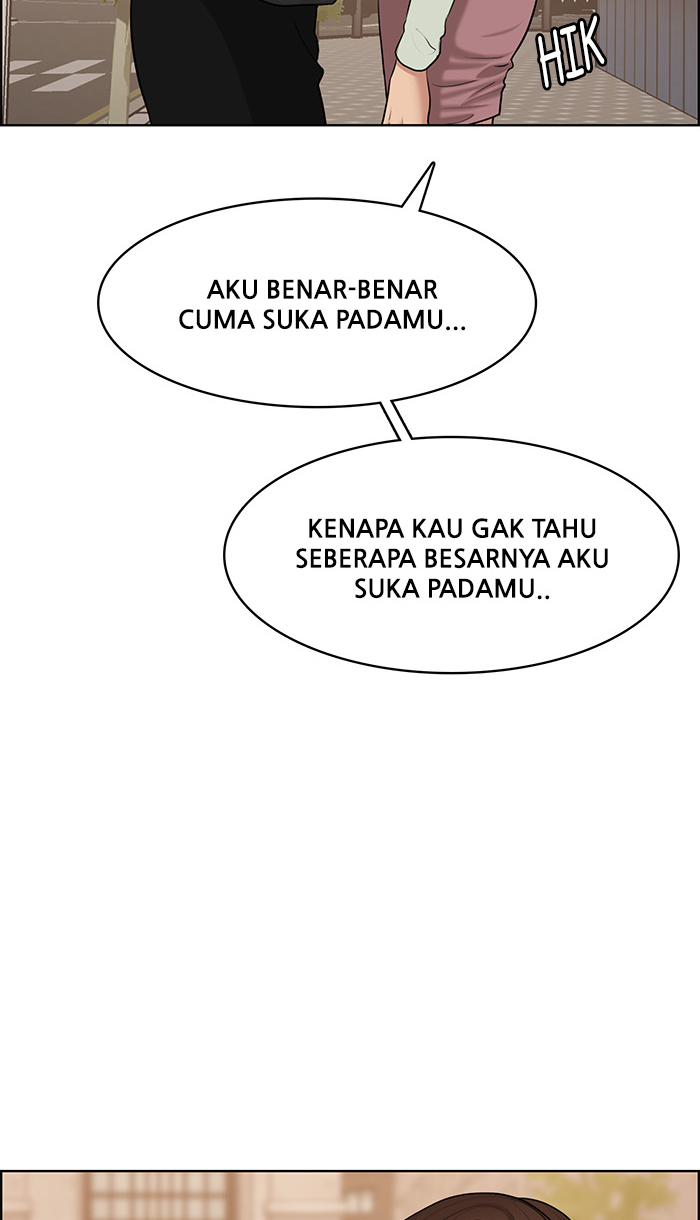 HIK
AKU BENAR-BENAR
CUMA SUKA PADAMU...
KENAPA KAU GAK TAHU
SEBERAPA BESARNYA AKU
SUKA PADAMU..